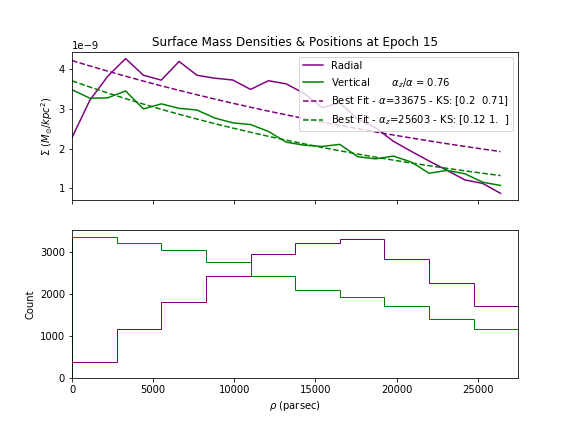 Surface Mass Densities & Positions at Epoch 15
1e−9
Σ (M⊙/kpc²)
4
3
2
1
Radial
Vertical αz/α = 0.76
Best Fit - α=33675 - KS: [0.2 0.71]
Best Fit - αz=25603 - KS: [0.12 1. ]
Count
3000
2000
1000
0
0 5000 10000 15000 20000 25000
ρ (parsec)